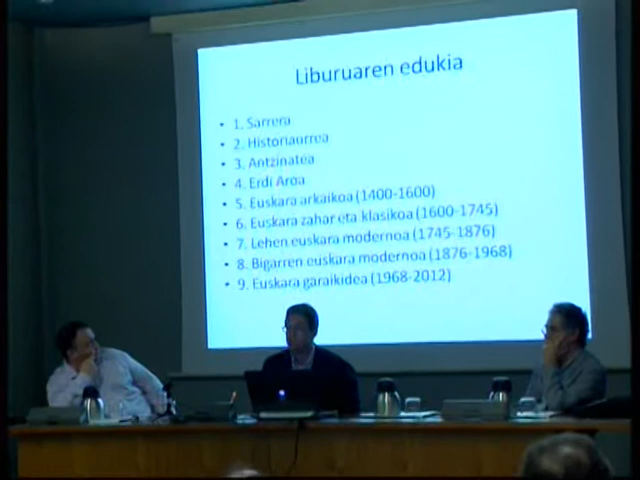 Liburuaren edukia
• 1. Sarrera
• 2. Historiaurrea
• 3. Antzinatea
• 4. Erdi Aroa
• 5. Euskara arkaikoa (1400-1600)
• 6. Euskara zahar eta klasikoa (1600-1745)
• 7. Lehen euskara modernoa (1745-1876)
• 8. Bigarren euskara modernoa (1876-1968)
• 9. Euskara garaikidea (1968-2012)